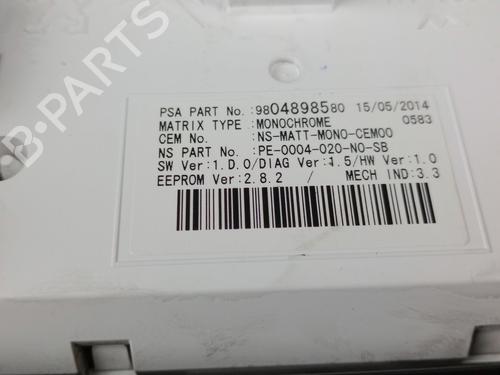 PSA PART No.:9804898580 15/05/2014
MATRIX TYPE :MONOCHROME 0583
CEM No. :NS-MATT-MONO-CEM00
NS PART No. :PE-0004-020-NO-SB
SW Ver:1.D.0/DIAG Ver:1.5/HW Ver:1.0
EEPROM Ver:2.8.2 / MECH IND:3.3
B-PARTS